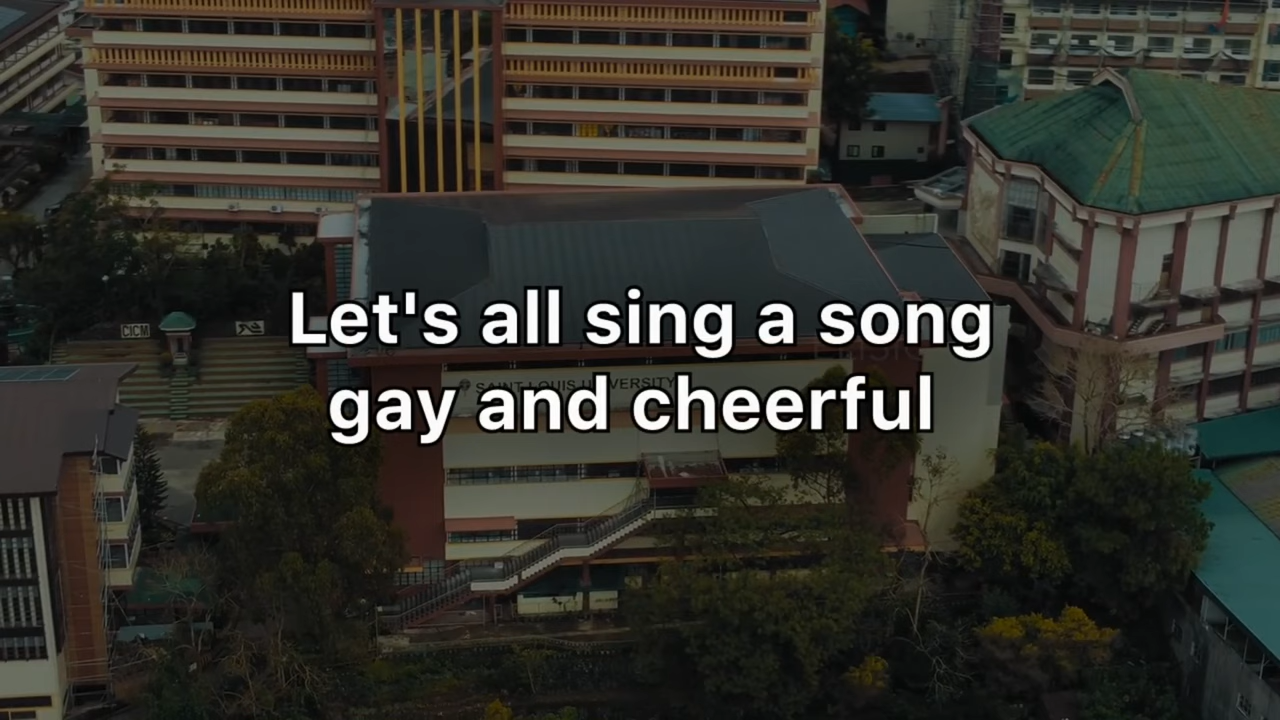 CICM
Let's all sing a song
SAINT LOUIS UNIVERSITY
gay and cheerful